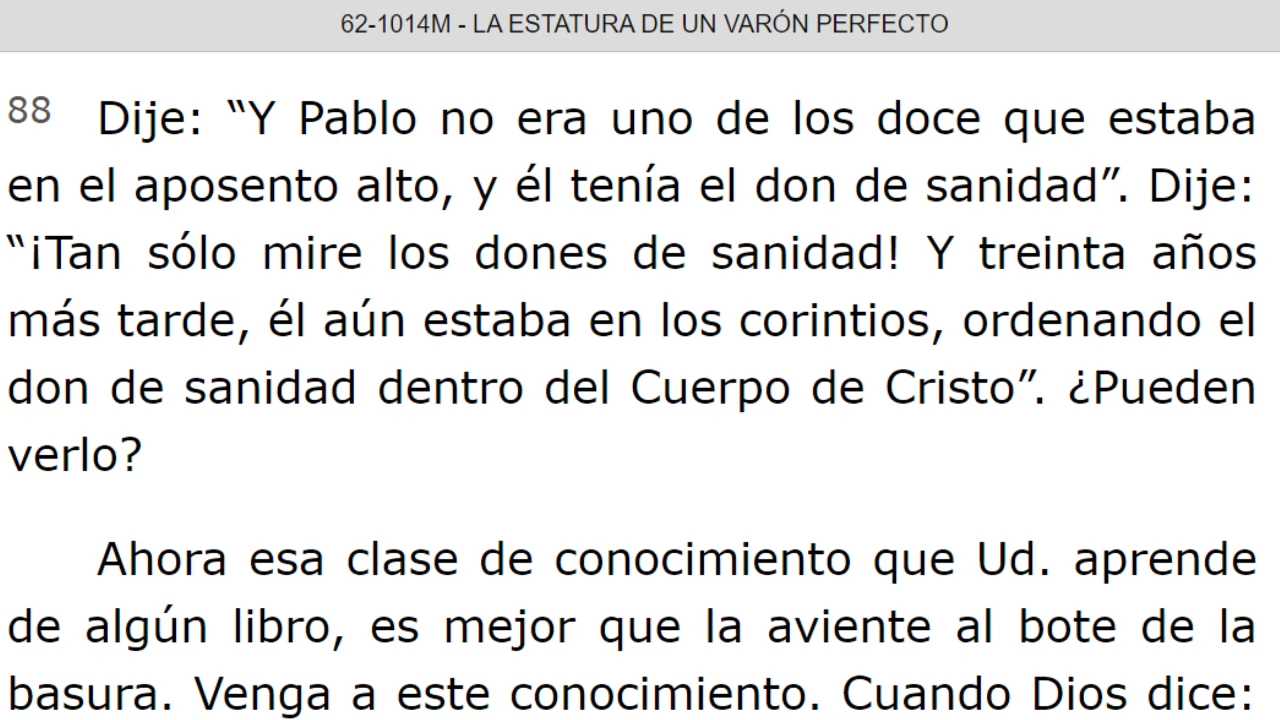 62-1014M - LA ESTATURA DE UN VARÓN PERFECTO
88 Dije: “Y Pablo no era uno de los doce que estaba
en el aposento alto, y él tenía el don de sanidad”. Dije:
“¡Tan sólo mire los dones de sanidad! Y treinta años
más tarde, él aún estaba en los corintios, ordenando el
don de sanidad dentro del Cuerpo de Cristo”. ¿Pueden
verlo?
Ahora esa clase de conocimiento que Ud. aprende
de algún libro, es mejor que la aviente al bote de la
basura. Venga a este conocimiento. Cuando Dios dice: